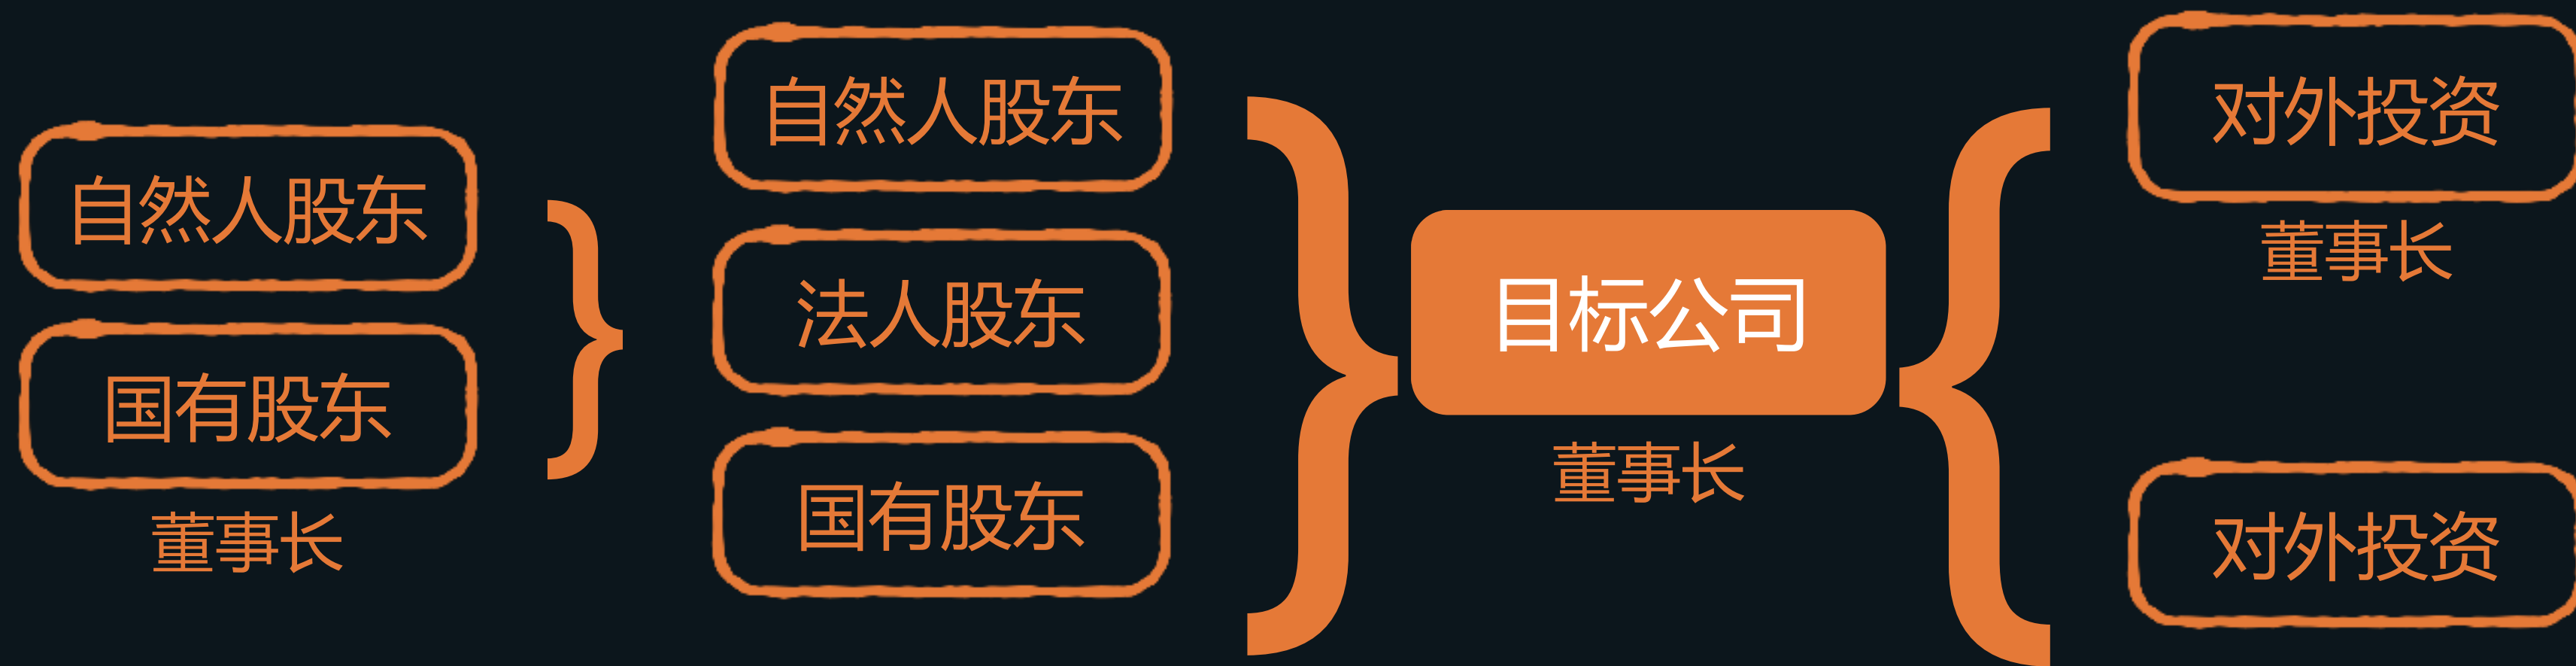 自然人股东
国有股东
董事长
自然人股东
法人股东
国有股东
目标公司
董事长
对外投资
董事长
对外投资